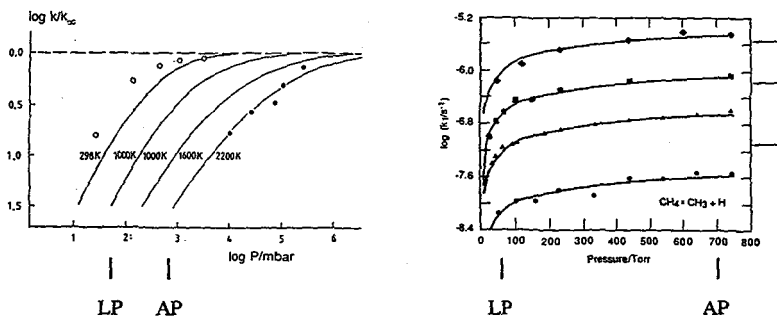 log k/k∞
0.0
0,5
1.0
1,5
298K
1000K
1000K
1600K
2200K
1
2
3
4
5
6
log P/mbar
LP
AP
-5.2
-6.0
-6.8
-7.6
-8.4
log (k₁/s⁻¹)
CH₄ = CH₃ + H
0
100
200
300
400
500
600
700
800
Pressure/Torr
LP
AP